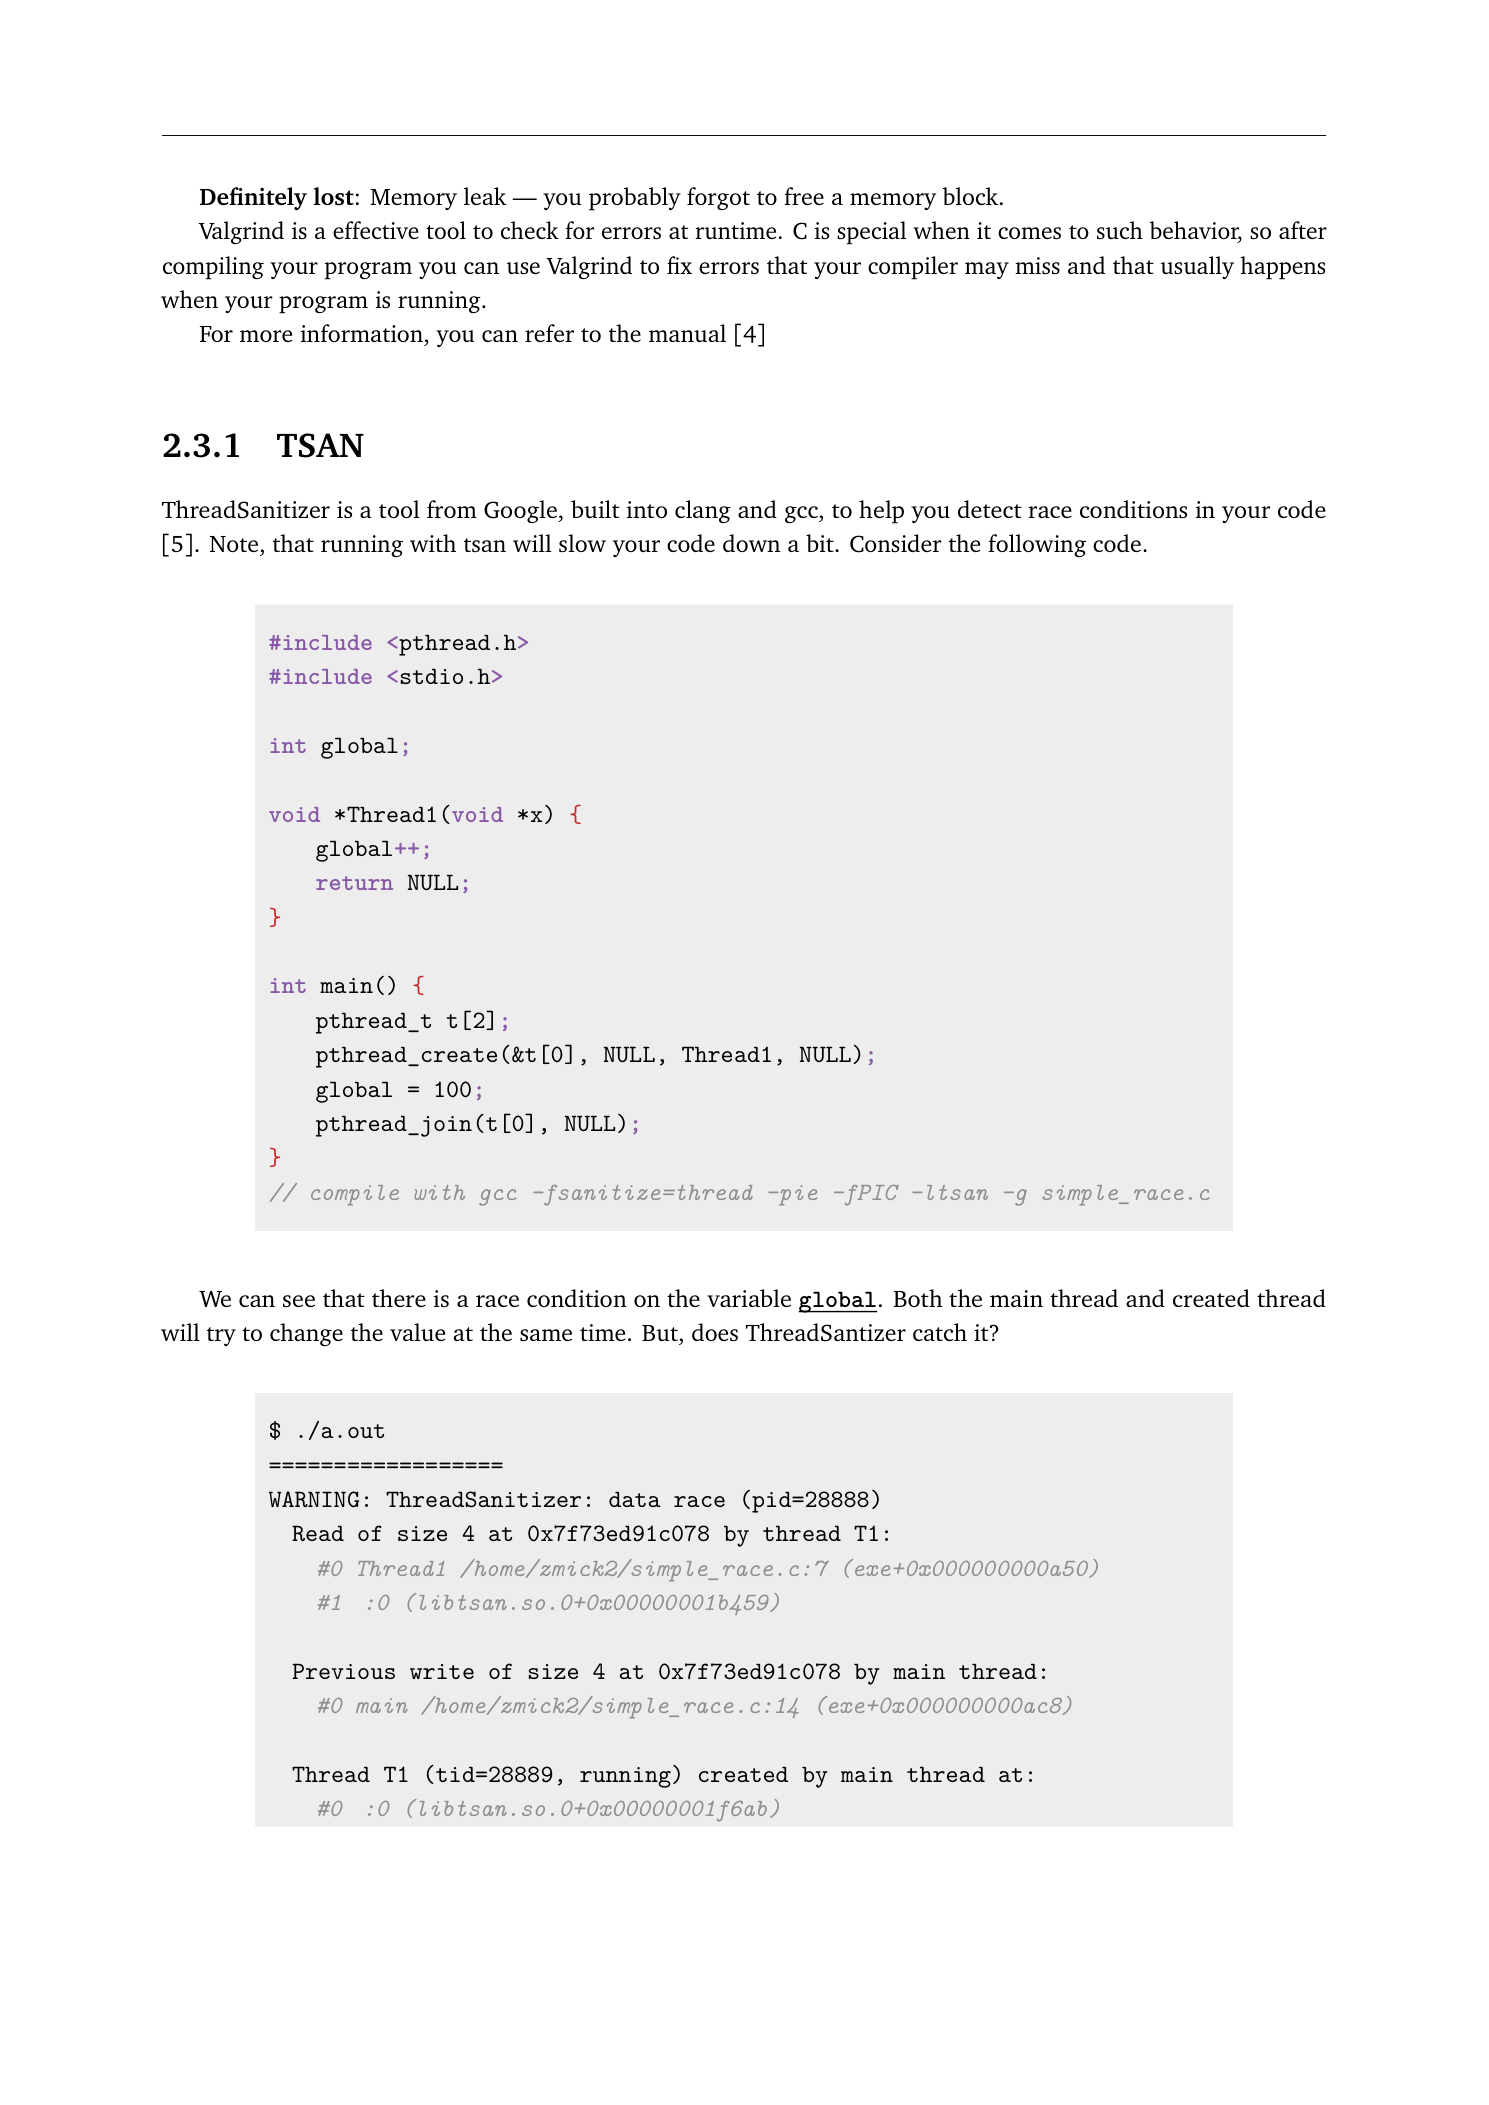 Definitely lost: Memory leak — you probably forgot to free a memory block.
Valgrind is a effective tool to check for errors at runtime. C is special when it comes to such behavior, so after
compiling your program you can use Valgrind to fix errors that your compiler may miss and that usually happens
when your program is running.
For more information, you can refer to the manual [4]
2.3.1 TSAN
ThreadSanitizer is a tool from Google, built into clang and gcc, to help you detect race conditions in your code
[5]. Note, that running with tsan will slow your code down a bit. Consider the following code.
#include <pthread.h>
#include <stdio.h>
int global;
void *Thread1(void *x) {
global++;
return NULL;
}
int main() {
pthread_t t[2];
pthread_create(&t[0], NULL, Thread1, NULL);
global = 100;
pthread_join(t[0], NULL);
}
// compile with gcc -fsanitize=thread -pie -fPIC -ltsan -g simple_race.c
We can see that there is a race condition on the variable global. Both the main thread and created thread
will try to change the value at the same time. But, does ThreadSantizer catch it?
$ ./a.out
==================
WARNING: ThreadSanitizer: data race (pid=28888)
Read of size 4 at 0x7f73ed91c078 by thread T1:
#0 Thread1 /home/zmick2/simple_race.c:7 (exe+0x000000000a50)
#1 :0 (libtsan.so.0+0x00000001b459)
Previous write of size 4 at 0x7f73ed91c078 by main thread:
#0 main /home/zmick2/simple_race.c:14 (exe+0x000000000ac8)
Thread T1 (tid=28889, running) created by main thread at:
#0 :0 (libtsan.so.0+0x00000001f6ab)